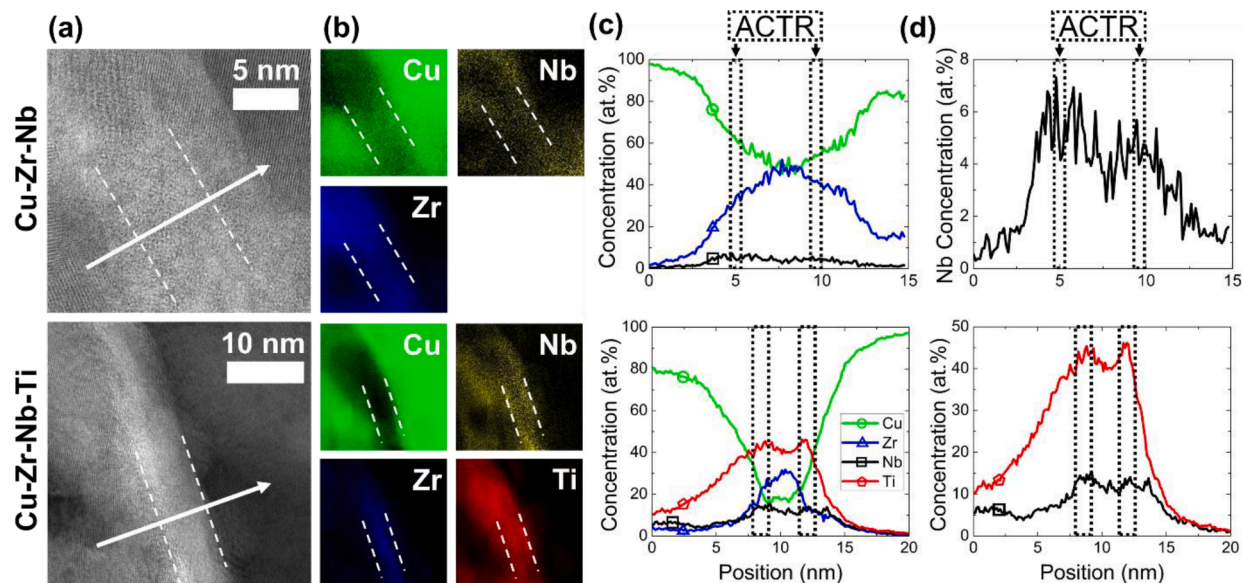 (a)
(b)
(c)
(d)
ACTR
ACTR
Cu-Zr-Nb
5 nm
Cu
Nb
Zr
Concentration (at.%)
100
80
60
40
20
0
0
5
10
15
Nb Concentration (at.%)
8
6
4
2
0
0
5
10
15
Cu-Zr-Nb-Ti
10 nm
Cu
Nb
Zr
Ti
Concentration (at.%)
100
80
60
40
20
0
Cu
Zr
Nb
Ti
0
5
10
15
20
Position (nm)
Concentration (at.%)
50
40
30
20
10
0
0
5
10
15
20
Position (nm)